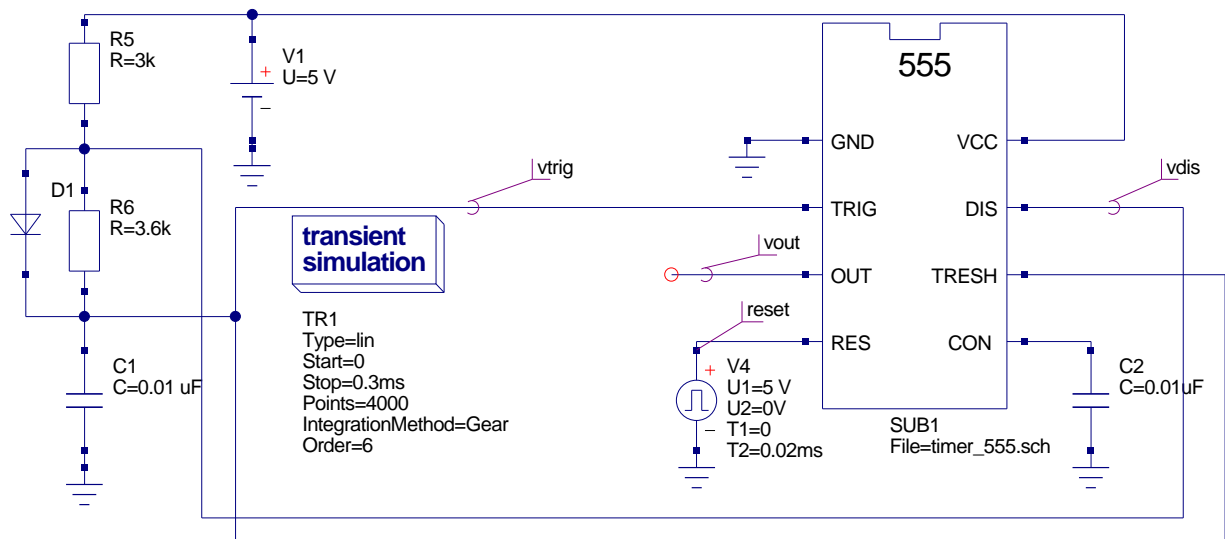 R5
R=3k
V1
U=5 V
555
GND
VCC
vtrig
vdis
D1
R6
R=3.6k
TRIG
DIS
transient
simulation
vout
OUT
TRESH
reset
TR1
Type=lin
Start=0
Stop=0.3ms
Points=4000
IntegrationMethod=Gear
Order=6
RES
CON
C1
C=0.01 uF
V4
U1=5 V
U2=0V
T1=0
T2=0.02ms
C2
C=0.01uF
SUB1
File=timer_555.sch